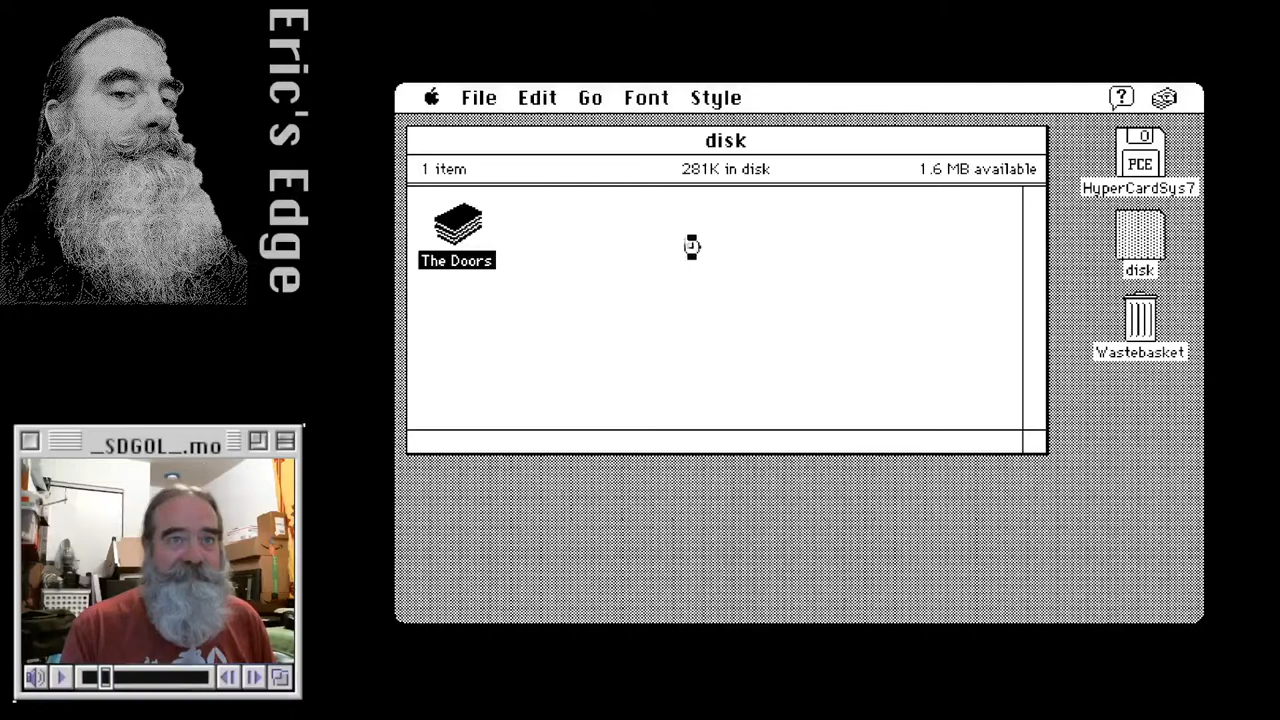 Eric's Edge
File Edit Go Font Style
disk
1 item 281K in disk 1.6 MB available
The Doors
0
PCE
HyperCardSys7
disk
Wastebasket
_SDGOL_.mo